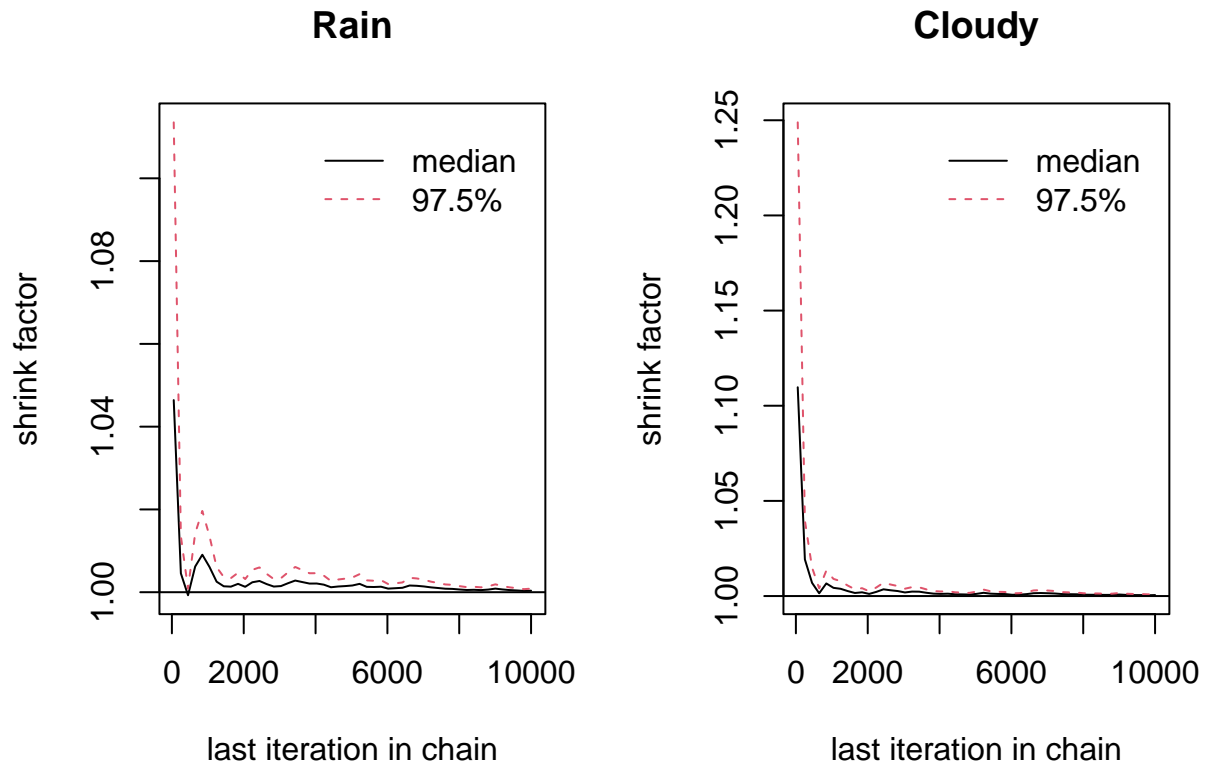 Rain
shrink factor
1.00
1.04
1.08
median
97.5%
0
2000
6000
10000
last iteration in chain
Cloudy
shrink factor
1.00
1.05
1.10
1.15
1.20
1.25
median
97.5%
0
2000
6000
10000
last iteration in chain